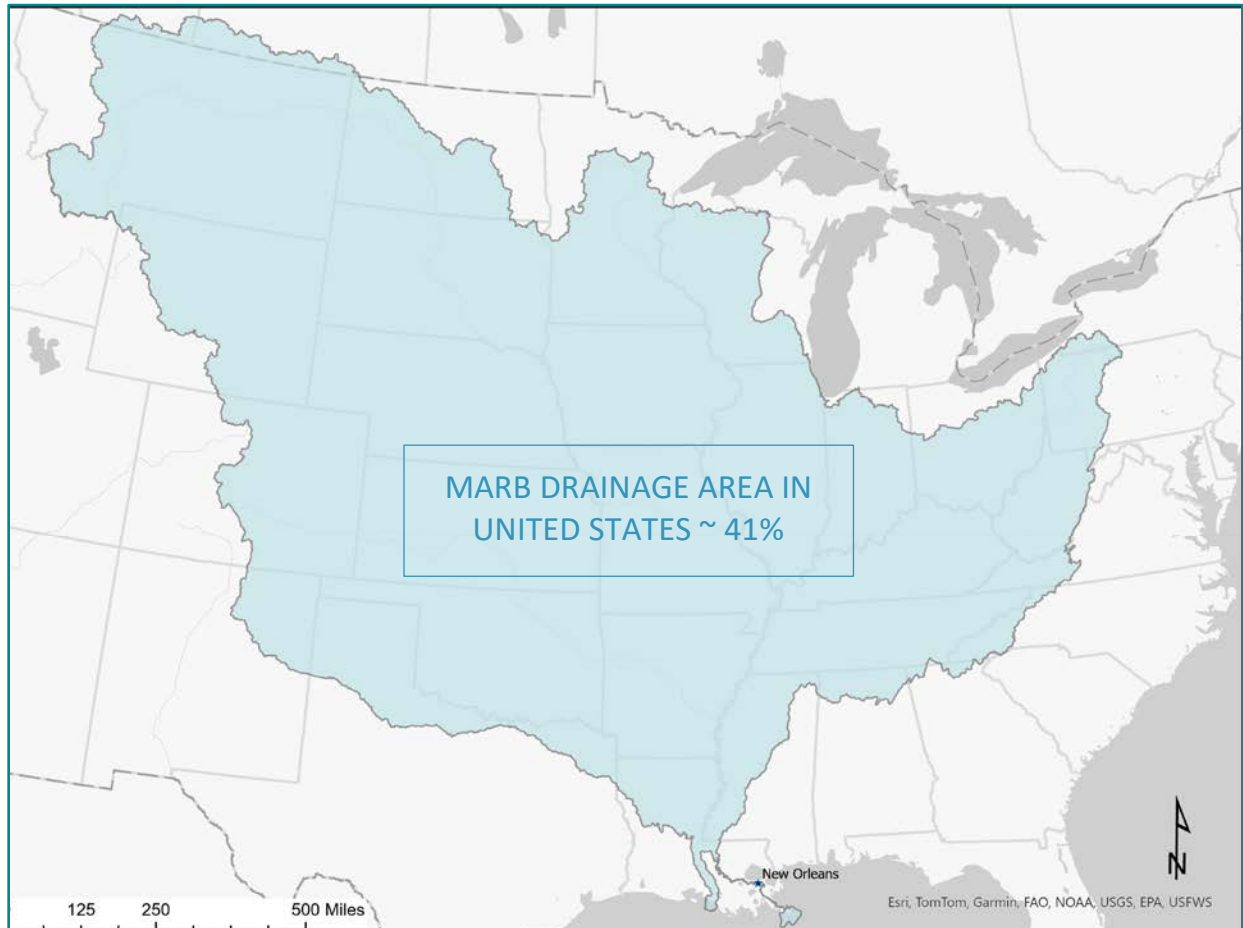 MARB DRAINAGE AREA IN
UNITED STATES ~ 41%
N
New Orleans
125 250 500 Miles
Esri, TomTom, Garmin, FAO, NOAA, USGS, EPA, USFWS